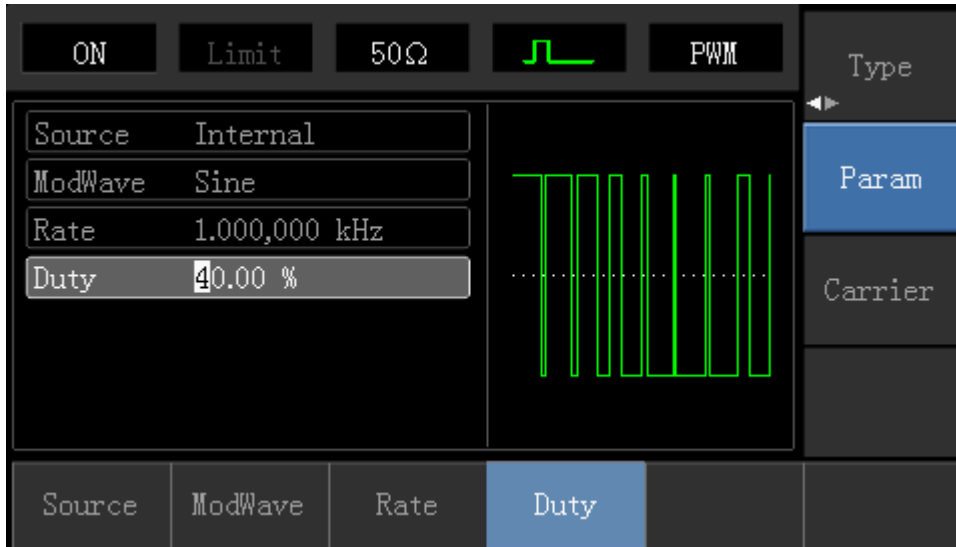 ON Limit 50Ω PWM
Type
Source Internal
ModWave Sine
Rate 1.000,000 kHz
Duty 40.00 %
Param
Carrier
Source ModWave Rate Duty